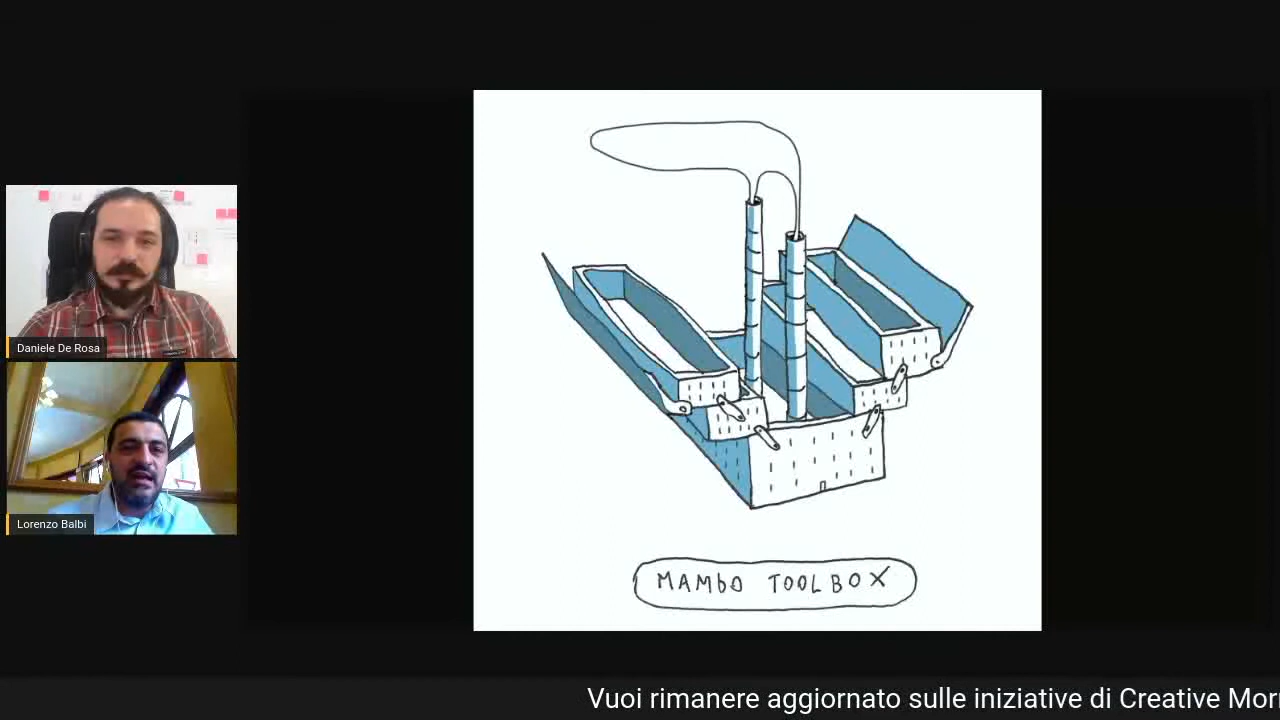 Daniele De Rosa
Lorenzo Balbi
MAMbO TOOLBOX
Vuoi rimanere aggiornato sulle iniziative di Creative Mor